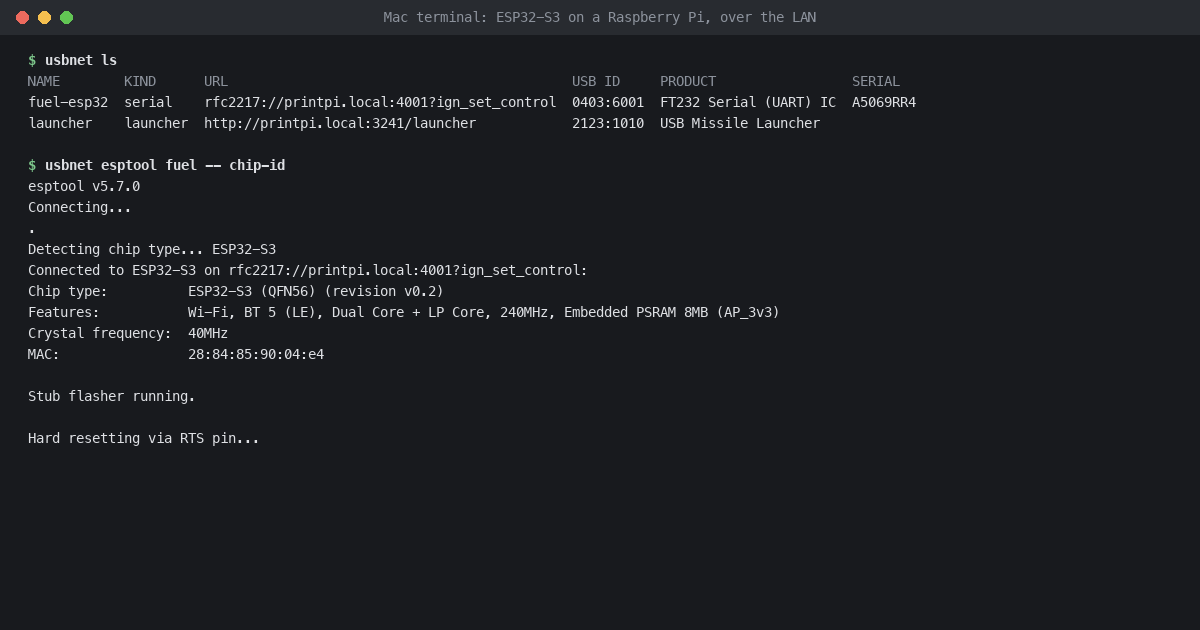 Mac terminal: ESP32-S3 on a Raspberry Pi, over the LAN
$ usbnet ls
NAME KIND URL USB ID PRODUCT SERIAL
fuel-esp32 serial rfc2217://printpi.local:4001?ign_set_control 0403:6001 FT232 Serial (UART) IC A5069RR4
launcher launcher http://printpi.local:3241/launcher 2123:1010 USB Missile Launcher
$ usbnet esptool fuel -- chip-id
esptool v5.7.0
Connecting...
.
Detecting chip type... ESP32-S3
Connected to ESP32-S3 on rfc2217://printpi.local:4001?ign_set_control:
Chip type: ESP32-S3 (QFN56) (revision v0.2)
Features: Wi-Fi, BT 5 (LE), Dual Core + LP Core, 240MHz, Embedded PSRAM 8MB (AP_3v3)
Crystal frequency: 40MHz
MAC: 28:84:85:90:04:e4
Stub flasher running.
Hard resetting via RTS pin...